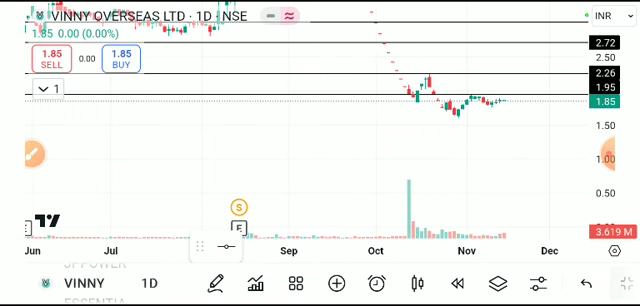 VINNY OVERSEAS LTD · 1D · NSE
INR
1.85 0.00 (0.00%)
1.85
SELL
0.00
1.85
BUY
1
2.72
2.50
2.26
1.95
1.85
1.50
1.00
0.50
S
E
3.619 M
Jun
Jul
Sep
Oct
Nov
Dec
JPPOWER
VINNY
1D
ESSENTIA